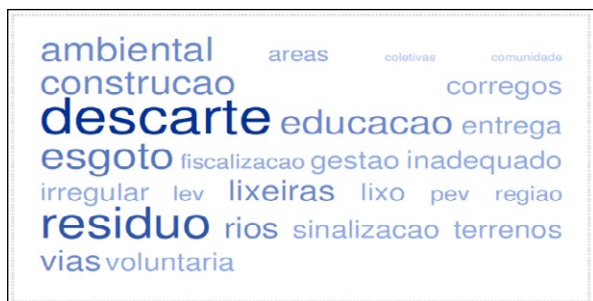 ambiental areas coletivas comunidade
construcao corregos
descarte educacao entrega
esgoto fiscalizacao gestao inadequado
irregular lev lixeiras lixo pev regiao
residuo rios sinalizacao terrenos
vias voluntaria